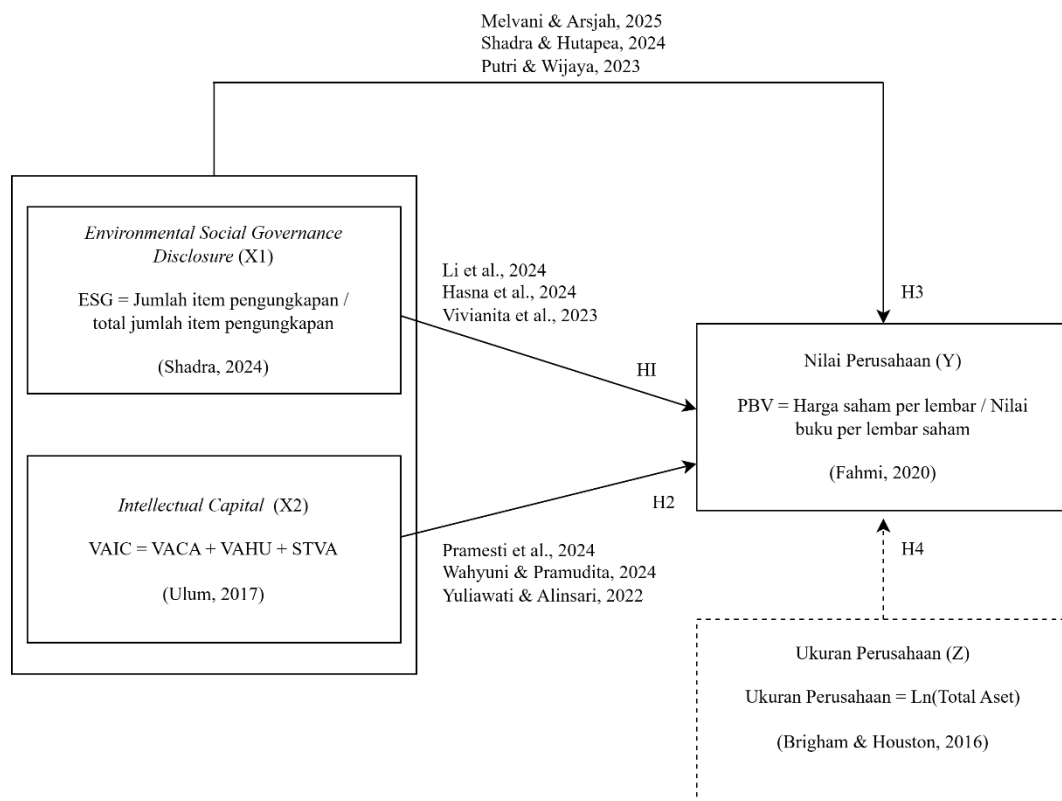 Melvani & Arsjah, 2025
Shadra & Hutapea, 2024
Putri & Wijaya, 2023
Environmental Social Governance
Disclosure (X1)
ESG = Jumlah item pengungkapan /
total jumlah item pengungkapan
(Shadra, 2024)
Li et al., 2024
Hasna et al., 2024
Vivianita et al., 2023
HI
H3
Nilai Perusahaan (Y)
PBV = Harga saham per lembar / Nilai
buku per lembar saham
(Fahmi, 2020)
Intellectual Capital (X2)
VAIC = VACA + VAHU + STVA
(Ulum, 2017)
H2
Pramesti et al., 2024
Wahyuni & Pramudita, 2024
Yuliawati & Alinsari, 2022
H4
Ukuran Perusahaan (Z)
Ukuran Perusahaan = Ln(Total Aset)
(Brigham & Houston, 2016)